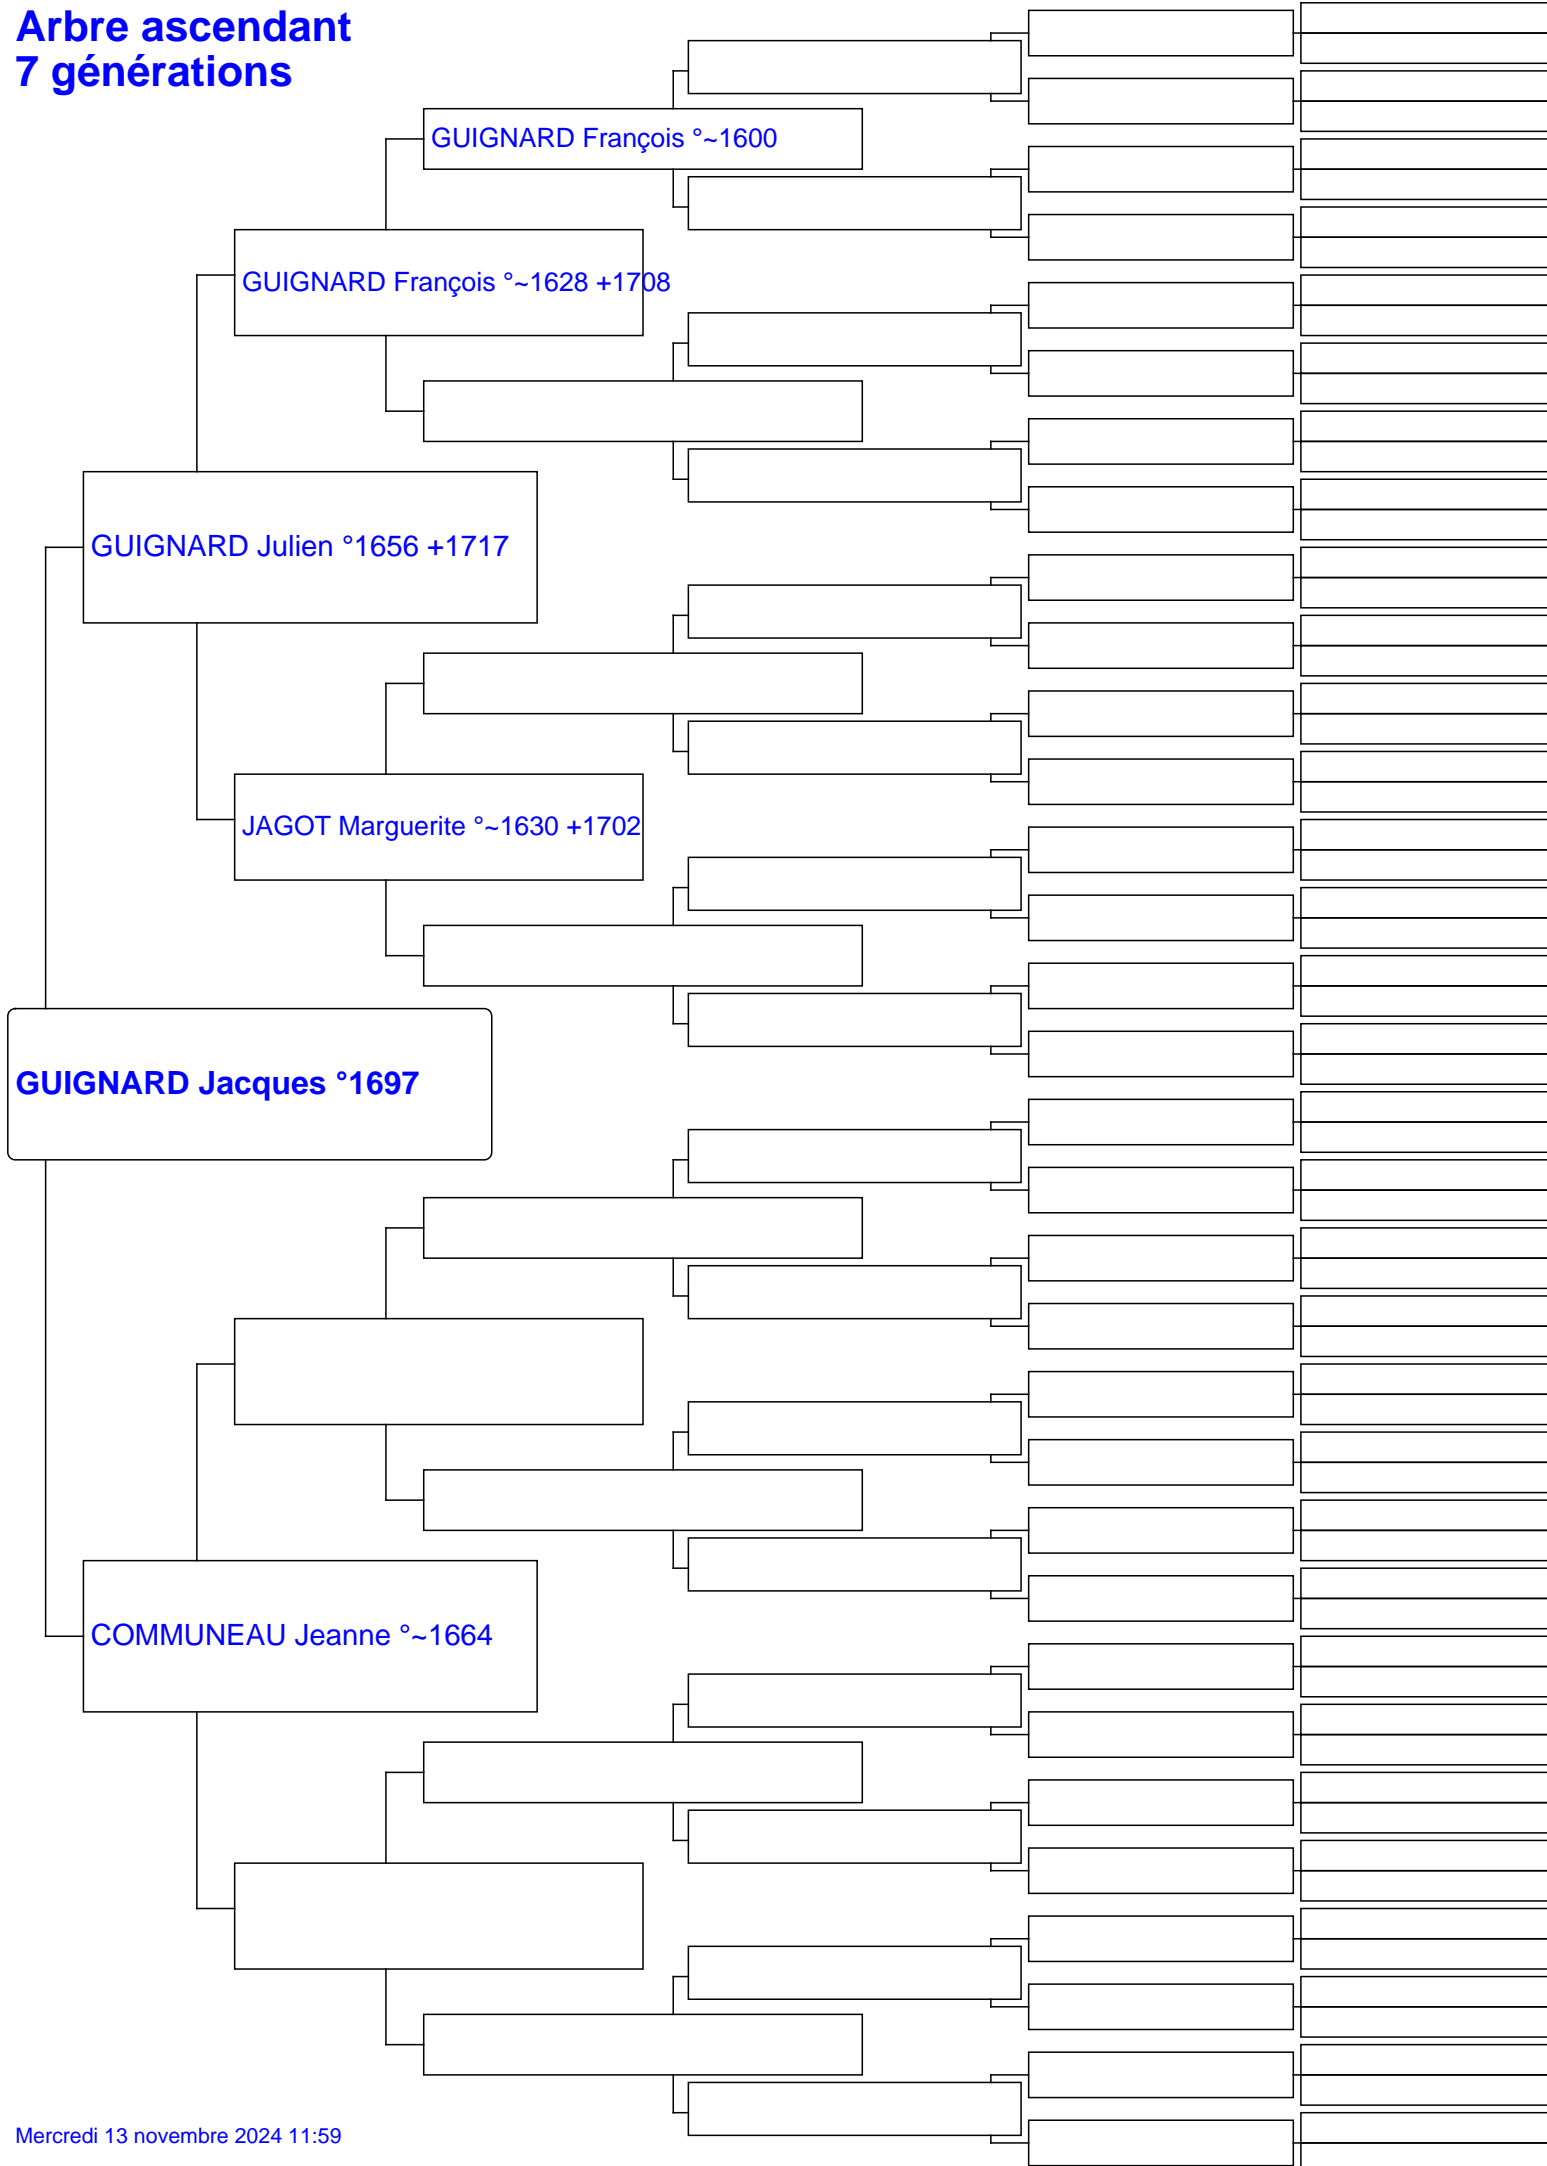 Arbre ascendant
7 générations
GUIGNARD François °~1600
GUIGNARD François °~1628 +1708
GUIGNARD Julien °1656 +1717
JAGOT Marguerite °~1630 +1702
GUIGNARD Jacques °1697
COMMUNEAU Jeanne °~1664
Mercredi 13 novembre 2024 11:59